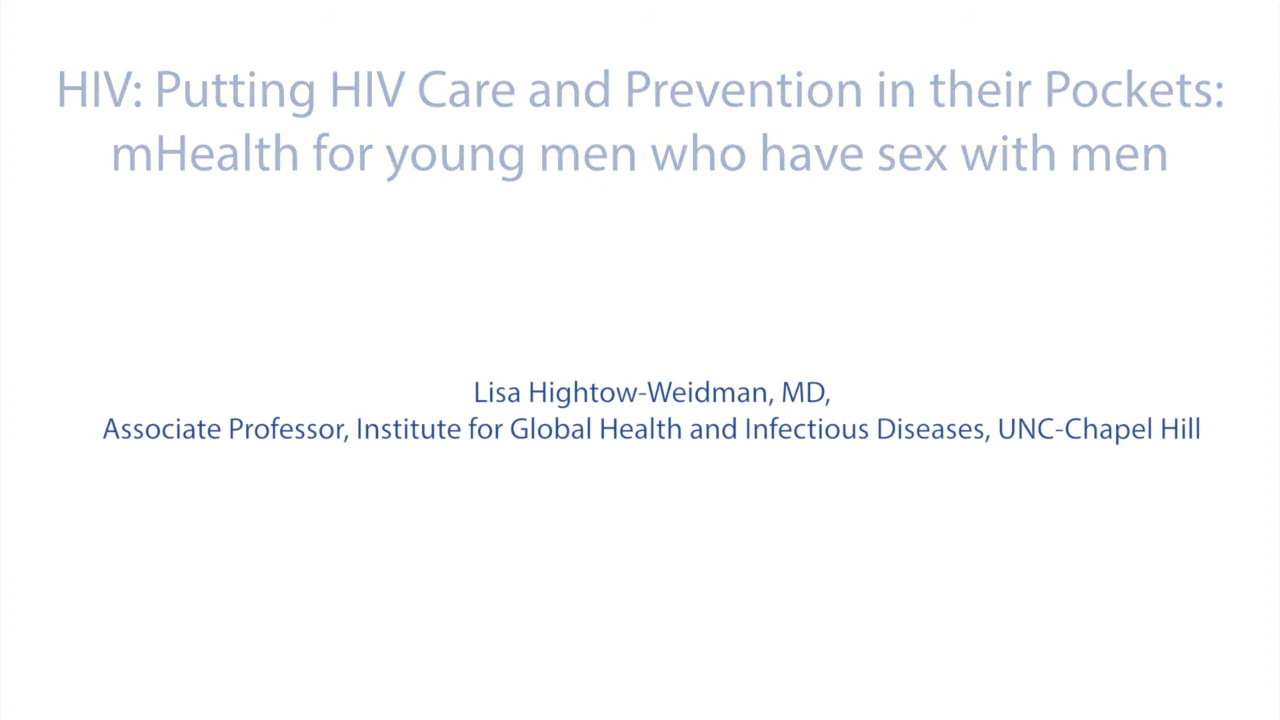 HIV: Putting HIV Care and Prevention in their Pockets:
mHealth for young men who have sex with men
Lisa Hightow-Weidman, MD,
Associate Professor, Institute for Global Health and Infectious Diseases, UNC-Chapel Hill